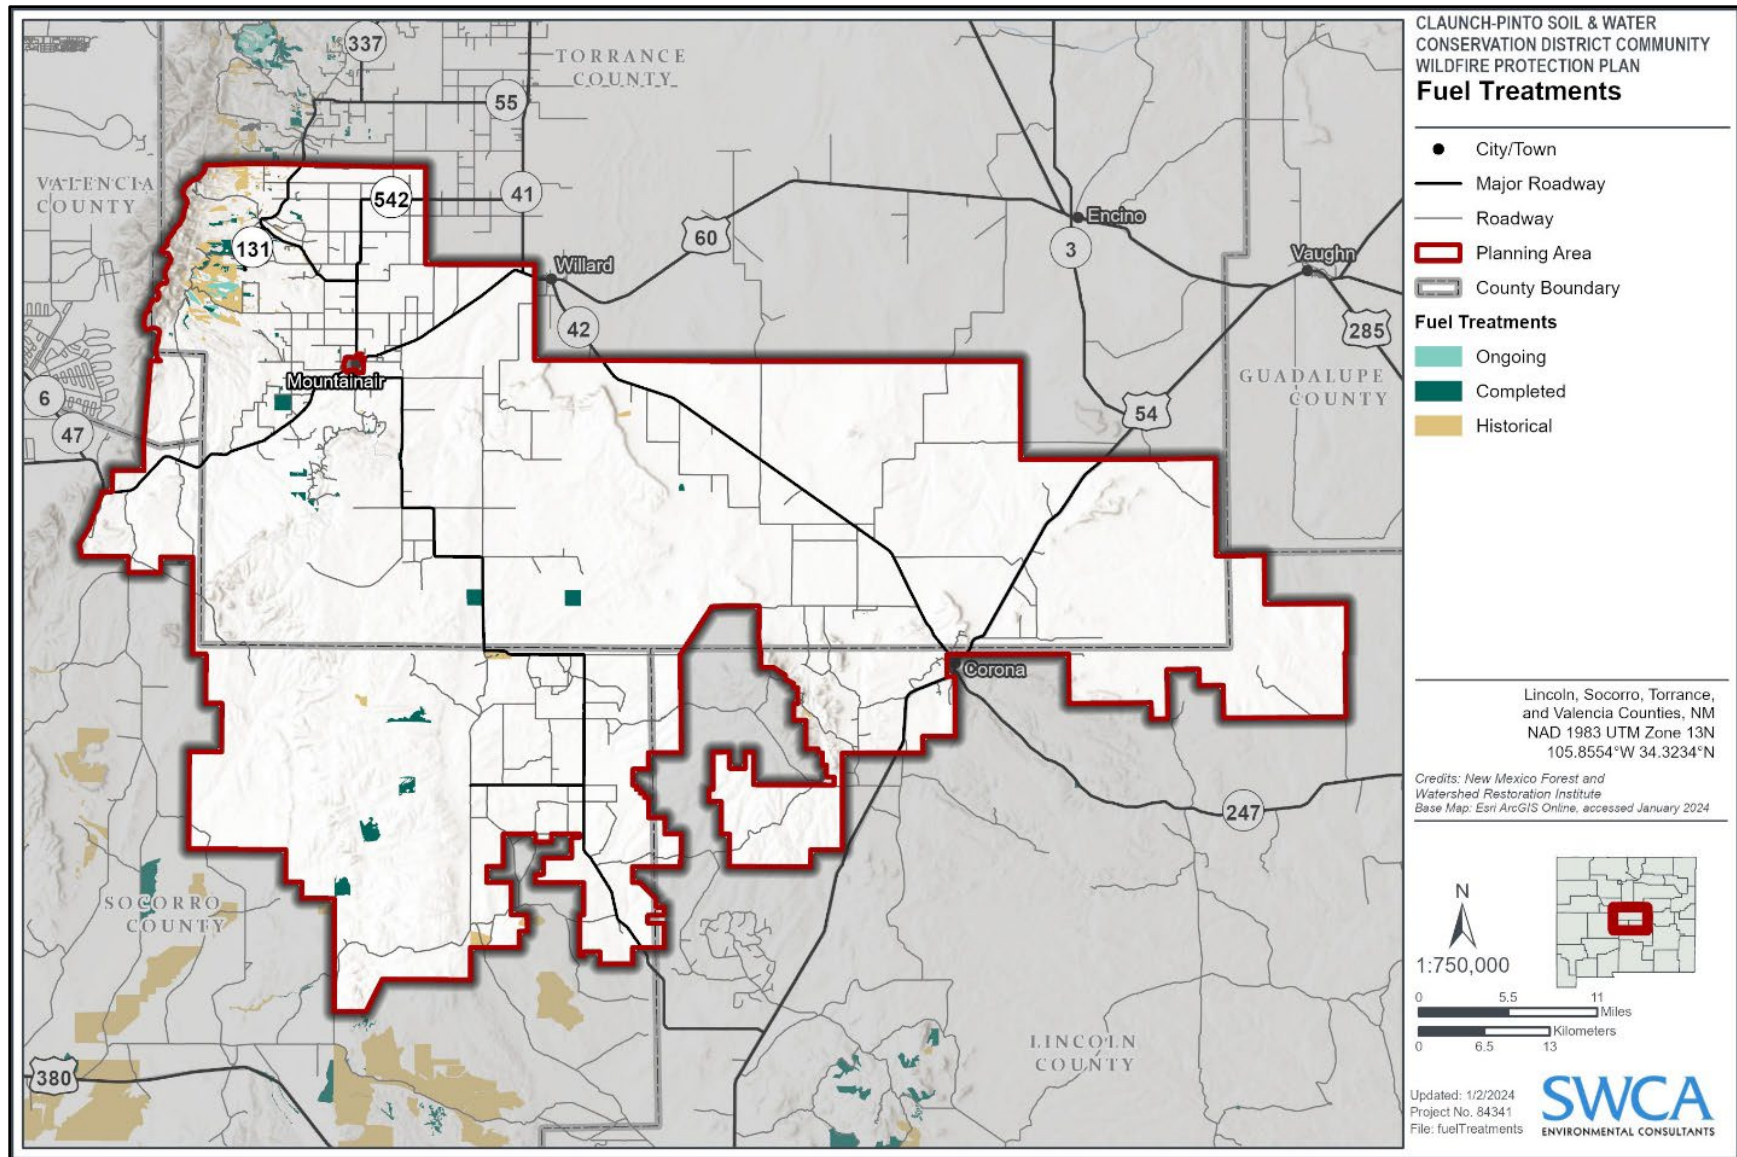 CLAUNCH-PINTO SOIL & WATER
CONSERVATION DISTRICT COMMUNITY
WILDFIRE PROTECTION PLAN
Fuel Treatments
City/Town
Major Roadway
Roadway
Planning Area
County Boundary
Fuel Treatments
Ongoing
Completed
Historical
337
TORRANCE
COUNTY
55
VALENCIA
COUNTY
542
41
131
60
Encino
3
Willard
Vaughn
42
285
Mountainair
6
47
GUADALUPE
COUNTY
54
Corona
247
SOCORRO
COUNTY
LINCOLN
COUNTY
380
Lincoln, Socorro, Torrance,
and Valencia Counties, NM
NAD 1983 UTM Zone 13N
105.8554°W 34.3234°N
Credits: New Mexico Forest and
Watershed Restoration Institute
Base Map: Esri ArcGIS Online, accessed January 2024
N
1:750,000
0 5.5 11
Miles
Kilometers
0 6.5 13
Updated: 1/2/2024
Project No. 84341
File: fuelTreatments
SWCA
ENVIRONMENTAL CONSULTANTS